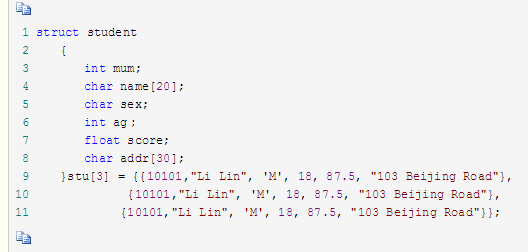 1 struct student
2 {
3 int mum;
4 char name[20];
5 char sex;
6 int ag;
7 float score;
8 char addr[30];
9 }stu[3] = {{10101,"Li Lin", 'M', 18, 87.5, "103 Beijing Road"},
10 {10101,"Li Lin", 'M', 18, 87.5, "103 Beijing Road"},
11 {10101,"Li Lin", 'M', 18, 87.5, "103 Beijing Road"}};